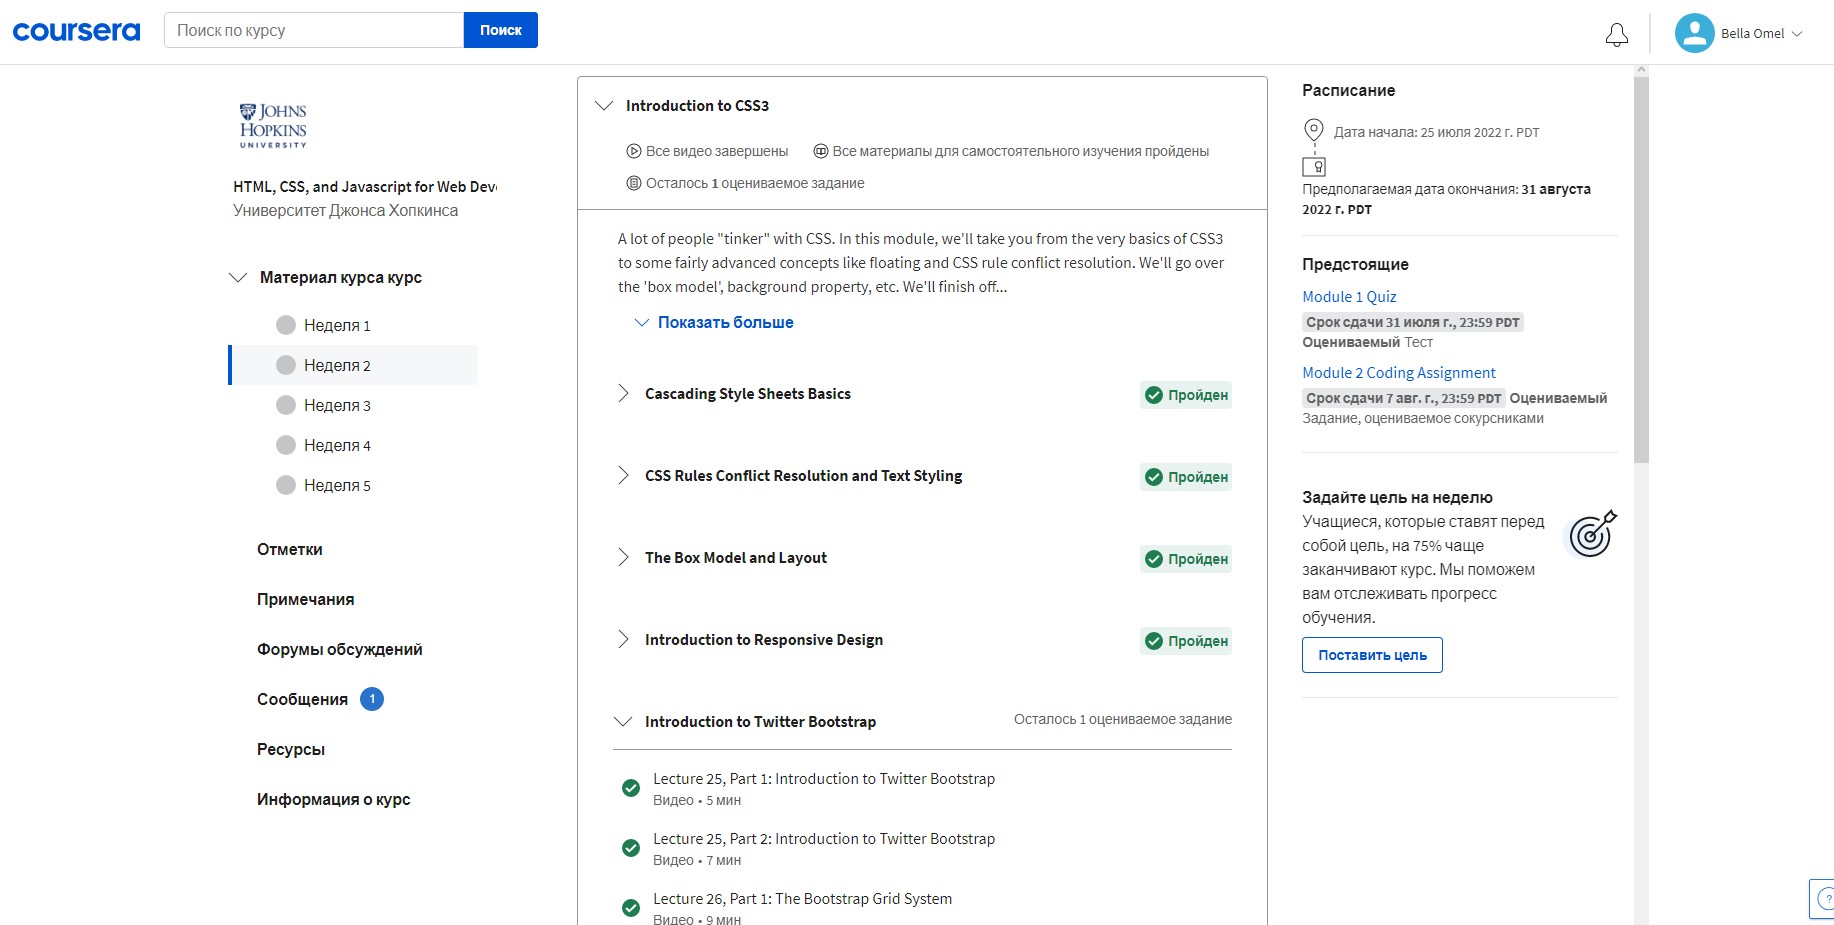 coursera
Поиск по курсу
Поиск
Bella Omel
JOHNS
HOPKINS
UNIVERSITY
HTML, CSS, and Javascript for Web Deve
Университет Джонса Хопкинса
Материал курса курс
Неделя 1
Неделя 2
Неделя 3
Неделя 4
Неделя 5
Отметки
Примечания
Форумы обсуждений
Сообщения 1
Ресурсы
Информация о курс
Introduction to CSS3
Все видео завершены Все материалы для самостоятельного изучения пройдены
Осталось 1 оцениваемое задание
A lot of people "tinker" with CSS. In this module, we'll take you from the very basics of CSS3
to some fairly advanced concepts like floating and CSS rule conflict resolution. We'll go over
the 'box model', background property, etc. We'll finish off...
Показать больше
Cascading Style Sheets Basics Пройден
CSS Rules Conflict Resolution and Text Styling Пройден
The Box Model and Layout Пройден
Introduction to Responsive Design Пройден
Introduction to Twitter Bootstrap Осталось 1 оцениваемое задание
Lecture 25, Part 1: Introduction to Twitter Bootstrap
Видео • 5 мин
Lecture 25, Part 2: Introduction to Twitter Bootstrap
Видео • 7 мин
Lecture 26, Part 1: The Bootstrap Grid System
Видео • 9 мин
Расписание
Дата начала: 25 июля 2022 г. PDT
Предполагаемая дата окончания: 31 августа
2022 г. PDT
Предстоящие
Module 1 Quiz
Срок сдачи 31 июля г., 23:59 PDT
Оцениваемый Тест
Module 2 Coding Assignment
Срок сдачи 7 авг. г., 23:59 PDT Оцениваемый
Задание, оцениваемое сокурсниками
Задайте цель на неделю
Учащиеся, которые ставят перед
собой цель, на 75% чаще
заканчивают курс. Мы поможем
вам отслеживать прогресс
обучения.
Поставить цель
?